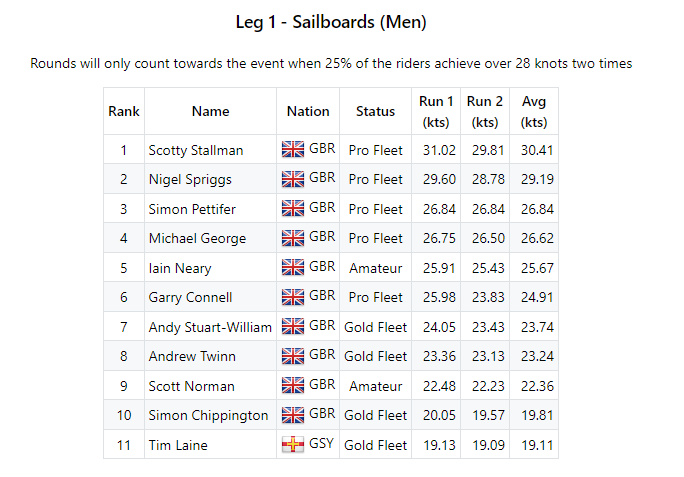 Leg 1 - Sailboards (Men)
Rounds will only count towards the event when 25% of the riders achieve over 28 knots two times
Rank Name Nation Status Run 1 (kts) Run 2 (kts) Avg (kts)
1 Scotty Stallman GBR Pro Fleet 31.02 29.81 30.41
2 Nigel Spriggs GBR Pro Fleet 29.60 28.78 29.19
3 Simon Pettifer GBR Pro Fleet 26.84 26.84 26.84
4 Michael George GBR Pro Fleet 26.75 26.50 26.62
5 Iain Neary GBR Amateur 25.91 25.43 25.67
6 Garry Connell GBR Pro Fleet 25.98 23.83 24.91
7 Andy Stuart-William GBR Gold Fleet 24.05 23.43 23.74
8 Andrew Twinn GBR Gold Fleet 23.36 23.13 23.24
9 Scott Norman GBR Amateur 22.48 22.23 22.36
10 Simon Chippington GBR Gold Fleet 20.05 19.57 19.81
11 Tim Laine GSY Gold Fleet 19.13 19.09 19.11